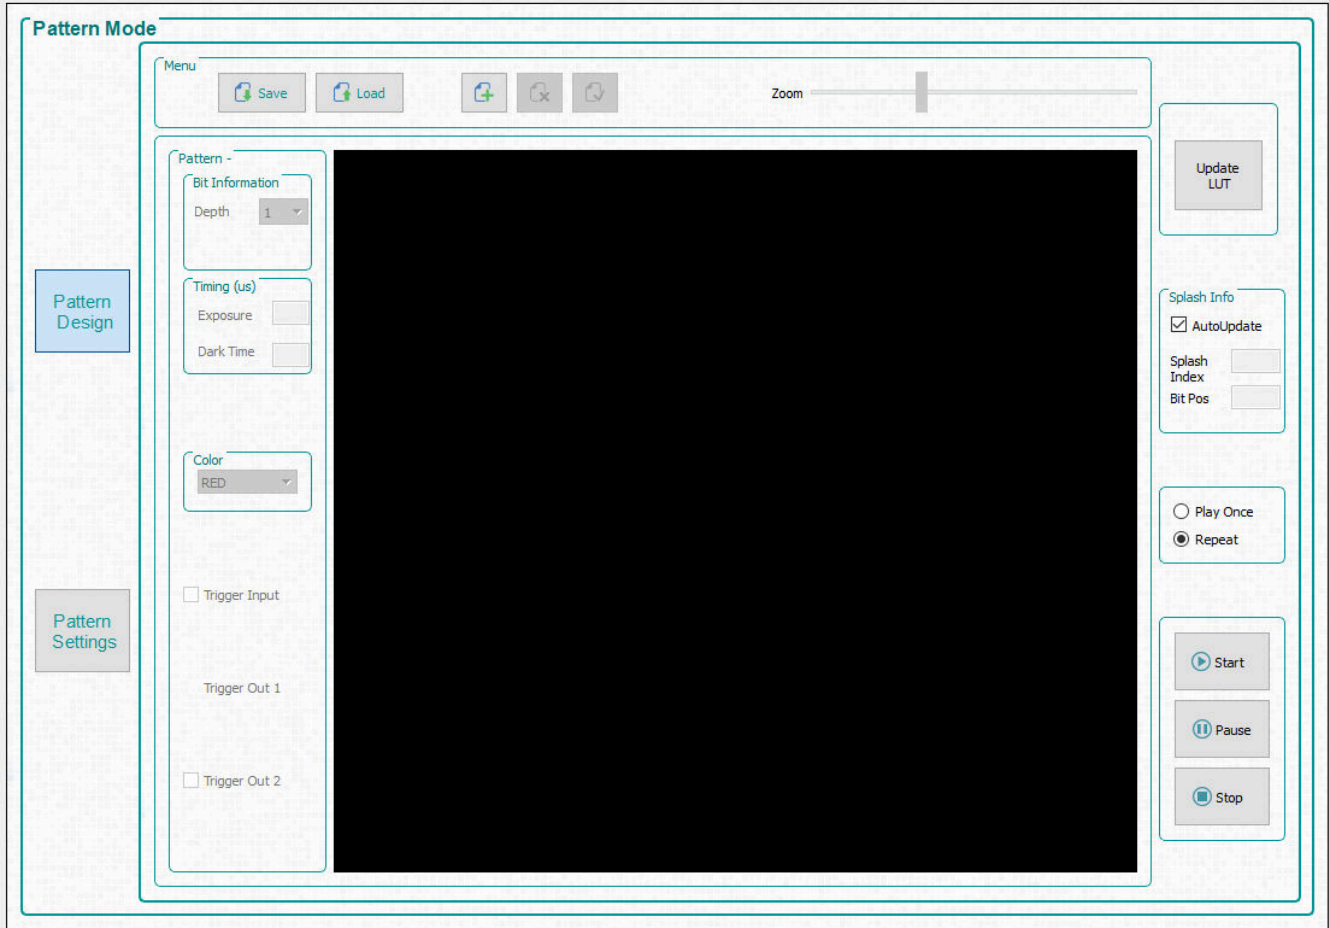 Pattern Mode
Menu
Save
Load
Zoom
Pattern
Design
Pattern
Settings
Pattern -
Bit Information
Depth 1
Timing (us)
Exposure
Dark Time
Color
RED
Trigger Input
Trigger Out 1
Trigger Out 2
Update
LUT
Splash Info
AutoUpdate
Splash
Index
Bit Pos
Play Once
Repeat
Start
Pause
Stop